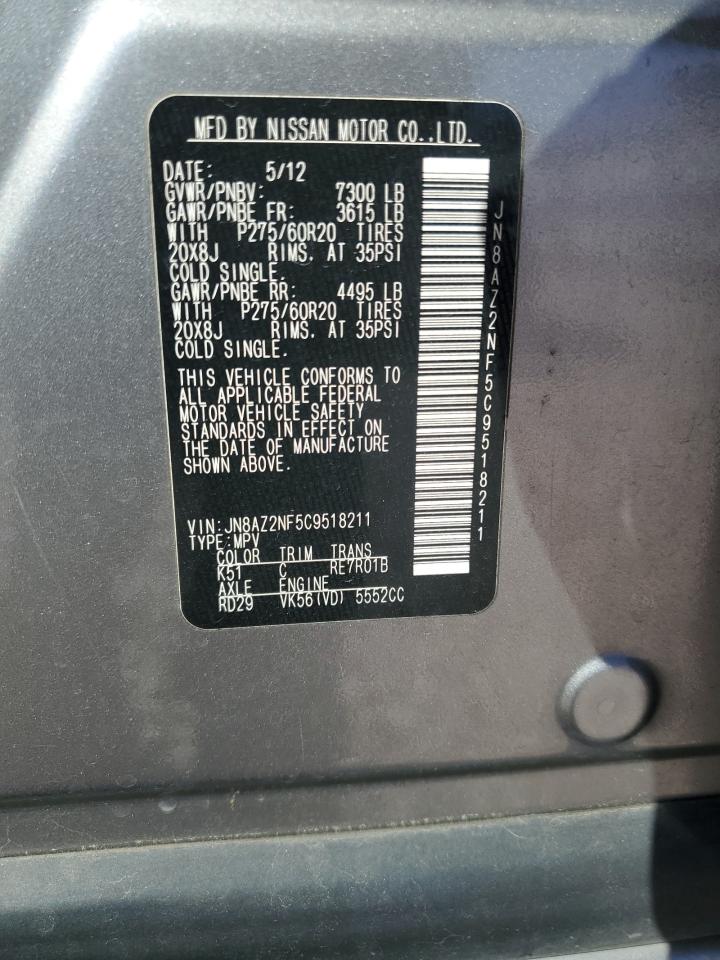 MFD BY NISSAN MOTOR CO.,LTD.
DATE: 5/12
GVWR/PNBV: 7300 LB
GAWR/PNBE FR: 3615 LB
WITH P275/60R20 TIRES
20X8J RIMS. AT 35PSI
COLD SINGLE.
GAWR/PNBE RR: 4495 LB
WITH P275/60R20 TIRES
20X8J RIMS. AT 35PSI
COLD SINGLE.
THIS VEHICLE CONFORMS TO
ALL APPLICABLE FEDERAL
MOTOR VEHICLE SAFETY
STANDARDS IN EFFECT ON
THE DATE OF MANUFACTURE
SHOWN ABOVE.
VIN:JN8AZ2NF5C9518211
TYPE:MPV
COLOR TRIM TRANS
K51 C RE7R01B
AXLE ENGINE
RD29 VK56(VD) 5552CC
JN8AZ2NF5C9518211